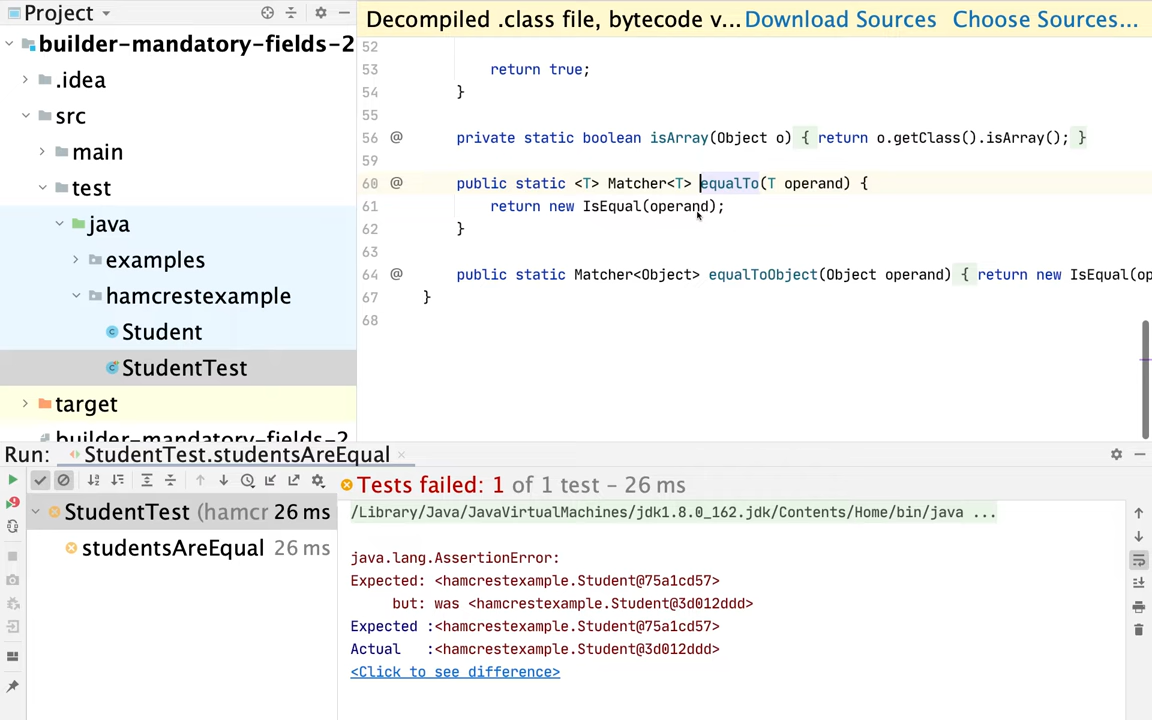 Project
builder-mandatory-fields-2
.idea
src
main
test
java
examples
hamcrestexample
Student
StudentTest
target
builder-mandatory-fields-2
Decompiled .class file, bytecode v... Download Sources Choose Sources...
52
53 return true;
54 }
55
56 @ private static boolean isArray(Object o) { return o.getClass().isArray(); }
59
60 @ public static <T> Matcher<T> equalTo(T operand) {
61 return new IsEqual(operand);
62 }
63
64 @ public static Matcher<Object> equalToObject(Object operand) { return new IsEqual(op
67 }
68
Run: StudentTest.studentsAreEqual
Tests failed: 1 of 1 test – 26 ms
StudentTest (hamcr 26 ms
studentsAreEqual 26 ms
/Library/Java/JavaVirtualMachines/jdk1.8.0_162.jdk/Contents/Home/bin/java ...
java.lang.AssertionError:
Expected: <hamcrestexample.Student@75a1cd57>
but: was <hamcrestexample.Student@3d012ddd>
Expected :<hamcrestexample.Student@75a1cd57>
Actual   :<hamcrestexample.Student@3d012ddd>
<Click to see difference>